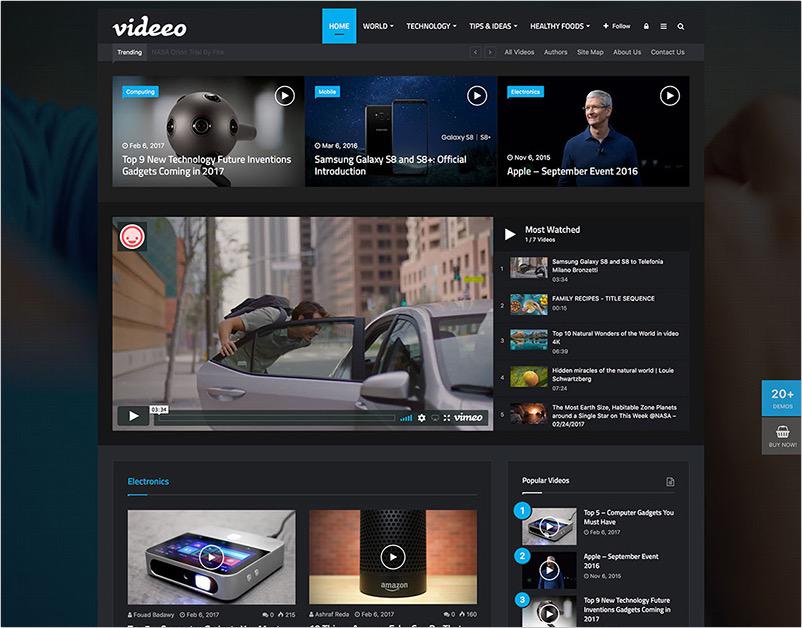 videeo
HOME
WORLD
TECHNOLOGY
TIPS & IDEAS
HEALTHY FOODS
Follow
Trending
NASA Orion Trial By Fire
All Videos
Authors
Site Map
About Us
Contact Us
Computing
Feb 6, 2017
Top 9 New Technology Future Inventions
Gadgets Coming in 2017
Mobile
Galaxy S8 | S8+
Mar 6, 2016
Samsung Galaxy S8 and S8+: Official
Introduction
Electronics
Nov 6, 2015
Apple – September Event 2016
03:34
vimeo
Most Watched
1 / 7 Videos
1
Samsung Galaxy S8 and S8 to Telefonia
Milano Bronzetti
03:34
2
FAMILY RECIPES - TITLE SEQUENCE
00:15
3
Top 10 Natural Wonders of the World in video
4K
06:39
4
Hidden miracles of the natural world | Louie
Schwartzberg
07:24
5
The Most Earth Size, Habitable Zone Planets
around a Single Star on This Week @NASA –
02/24/2017
20+
DEMOS
BUY NOW!
Electronics
amazon
Fouad Badawy
Feb 6, 2017
0
215
Ashraf Reda
Feb 6, 2017
0
160
Popular Videos
1
Top 5 – Computer Gadgets You
Must Have
Feb 6, 2017
2
Apple – September Event
2016
Nov 6, 2015
3
Top 9 New Technology Future
Inventions Gadgets Coming in
2017